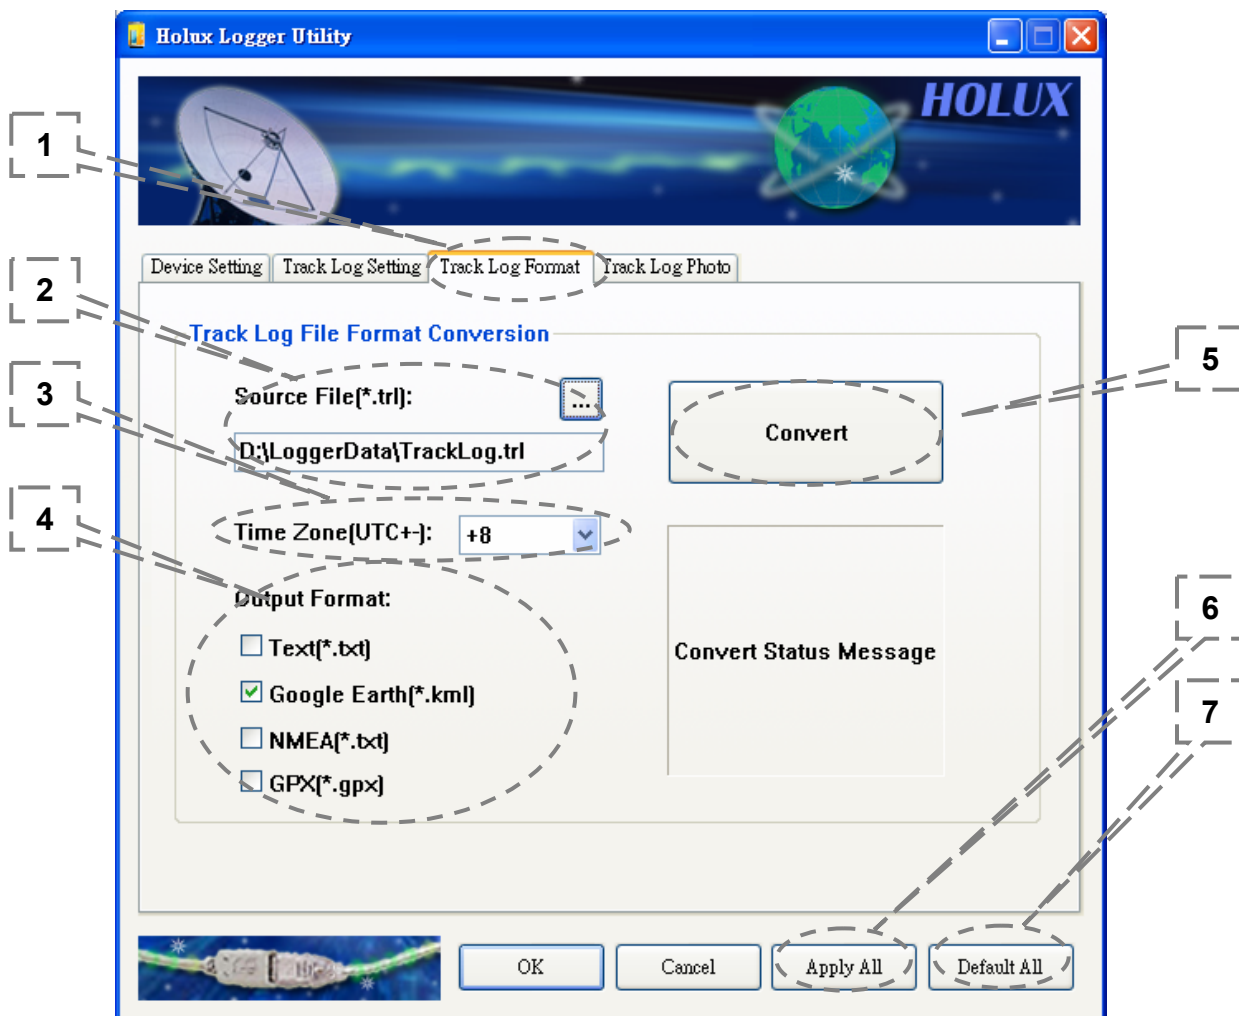 Holux Logger Utility
HOLUX
1
Device Setting Track Log Setting Track Log Format Track Log Photo
2
Track Log File Format Conversion
5
3
Source File(*.trl): ...
Convert
D:\LoggerData\TrackLog.trl
4
Time Zone(UTC+-): +8
Output Format:
6
Text(*.txt)
Convert Status Message
Google Earth(*.kml)
7
NMEA(*.txt)
GPX(*.gpx)
OK Cancel Apply All Default All